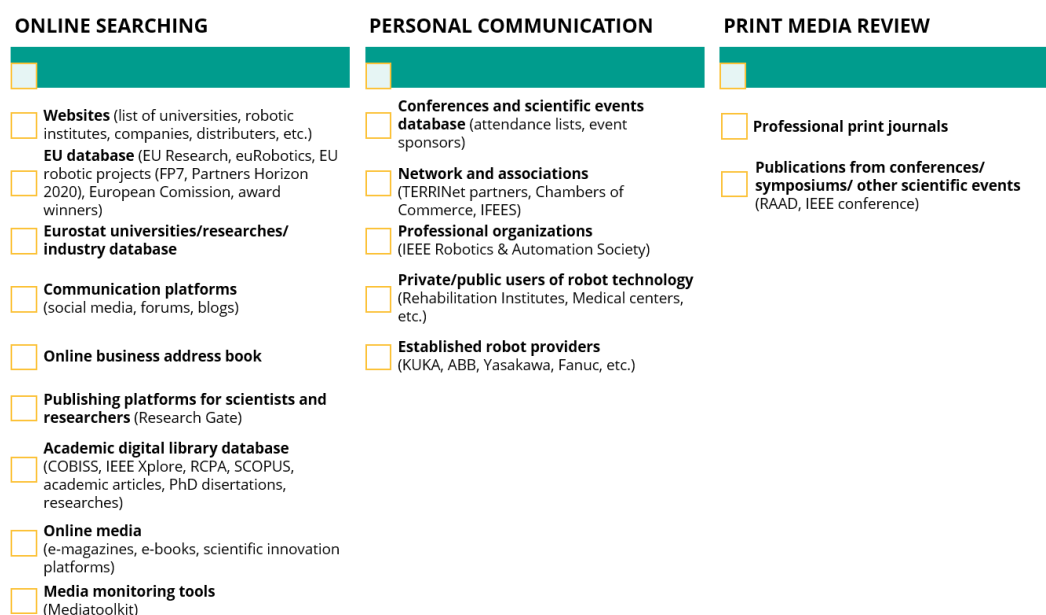 ONLINE SEARCHING
Websites (list of universities, robotic
institutes, companies, distributers, etc.)
EU database (EU Research, euRobotics, EU
robotic projects (FP7, Partners Horizon
2020), European Comission, award
winners)
Eurostat universities/researches/
industry database
Communication platforms
(social media, forums, blogs)
Online business address book
Publishing platforms for scientists and
researchers (Research Gate)
Academic digital library database
(COBISS, IEEE Xplore, RCPA, SCOPUS,
academic articles, PhD disertations,
researches)
Online media
(e-magazines, e-books, scientific innovation
platforms)
Media monitoring tools
(Mediatoolkit)
PERSONAL COMMUNICATION
Conferences and scientific events
database (attendance lists, event
sponsors)
Network and associations
(TERRINet partners, Chambers of
Commerce, IFEES)
Professional organizations
(IEEE Robotics & Automation Society)
Private/public users of robot technology
(Rehabilitation Institutes, Medical centers,
etc.)
Established robot providers
(KUKA, ABB, Yasakawa, Fanuc, etc.)
PRINT MEDIA REVIEW
Professional print journals
Publications from conferences/
symposiums/ other scientific events
(RAAD, IEEE conference)